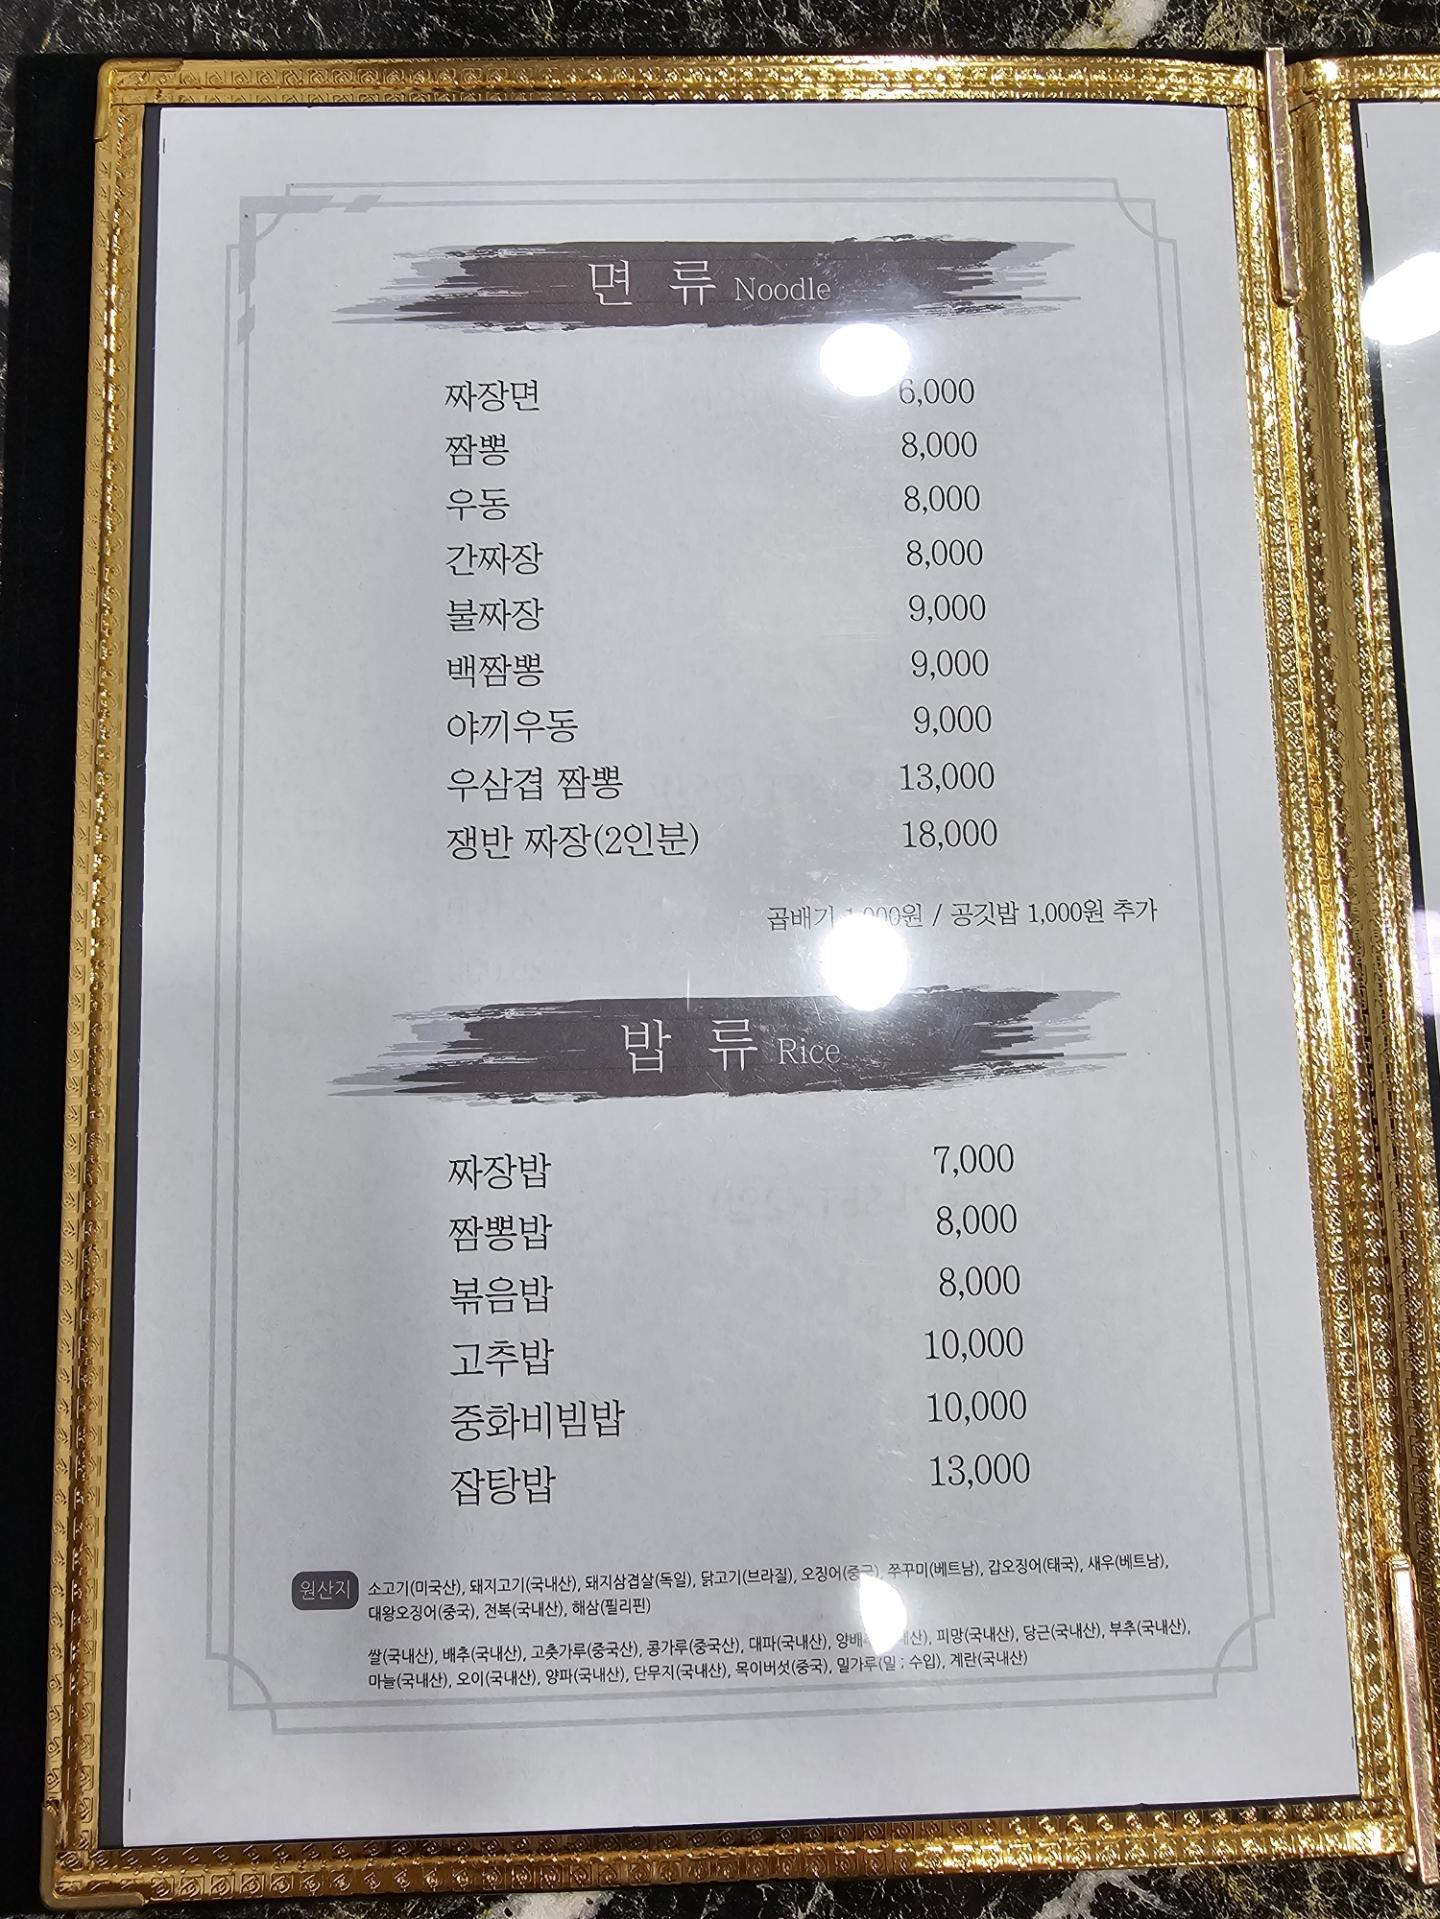 면 류 Noodle
짜장면 6,000
짬뽕 8,000
우동 8,000
간짜장 8,000
불짜장 9,000
백짬뽕 9,000
야끼우동 9,000
우삼겹 짬뽕 13,000
쟁반 짜장(2인분) 18,000
곱배기 1,000원 / 공깃밥 1,000원 추가
밥 류 Rice
짜장밥 7,000
짬뽕밥 8,000
볶음밥 8,000
고추밥 10,000
중화비빔밥 10,000
잡탕밥 13,000
원산지 소고기(미국산), 돼지고기(국내산), 돼지삼겹살(독일), 닭고기(브라질), 오징어(중국), 쭈꾸미(베트남), 갑오징어(태국), 새우(베트남),
대왕오징어(중국), 전복(국내산), 해삼(필리핀)
쌀(국내산), 배추(국내산), 고춧가루(중국산), 콩가루(중국산), 대파(국내산), 피망(국내산), 당근(국내산), 부추(국내산),
마늘(국내산), 오이(국내산), 양파(국내산), 단무지(국내산), 목이버섯(중국), 밀가루(밀 ; 수입), 계란(국내산)